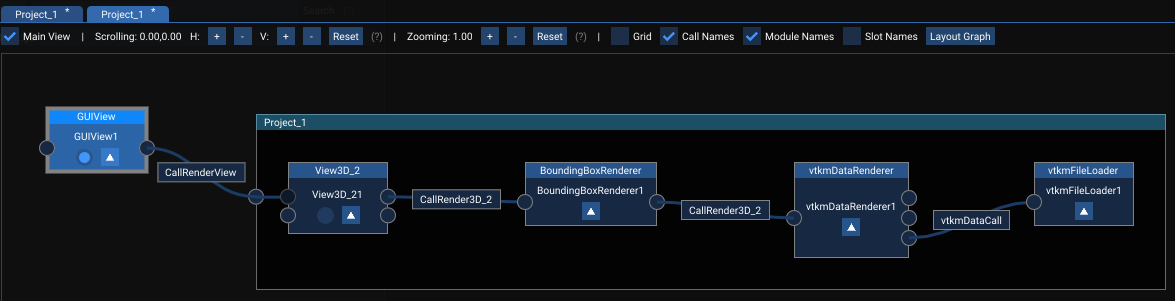 Search
Project_1 * Project_1 *
Main View | Scrolling: 0.00,0.00 H: + - V: + - Reset (?) | Zooming: 1.00 + - Reset (?) | Grid Call Names Module Names Slot Names Layout Graph
GUIView
GUIView1
CallRenderView
Project_1
View3D_2
View3D_21
CallRender3D_2
BoundingBoxRenderer
BoundingBoxRenderer1
CallRender3D_2
vtkmDataRenderer
vtkmDataRenderer1
vtkmDataCall
vtkmFileLoader
vtkmFileLoader1